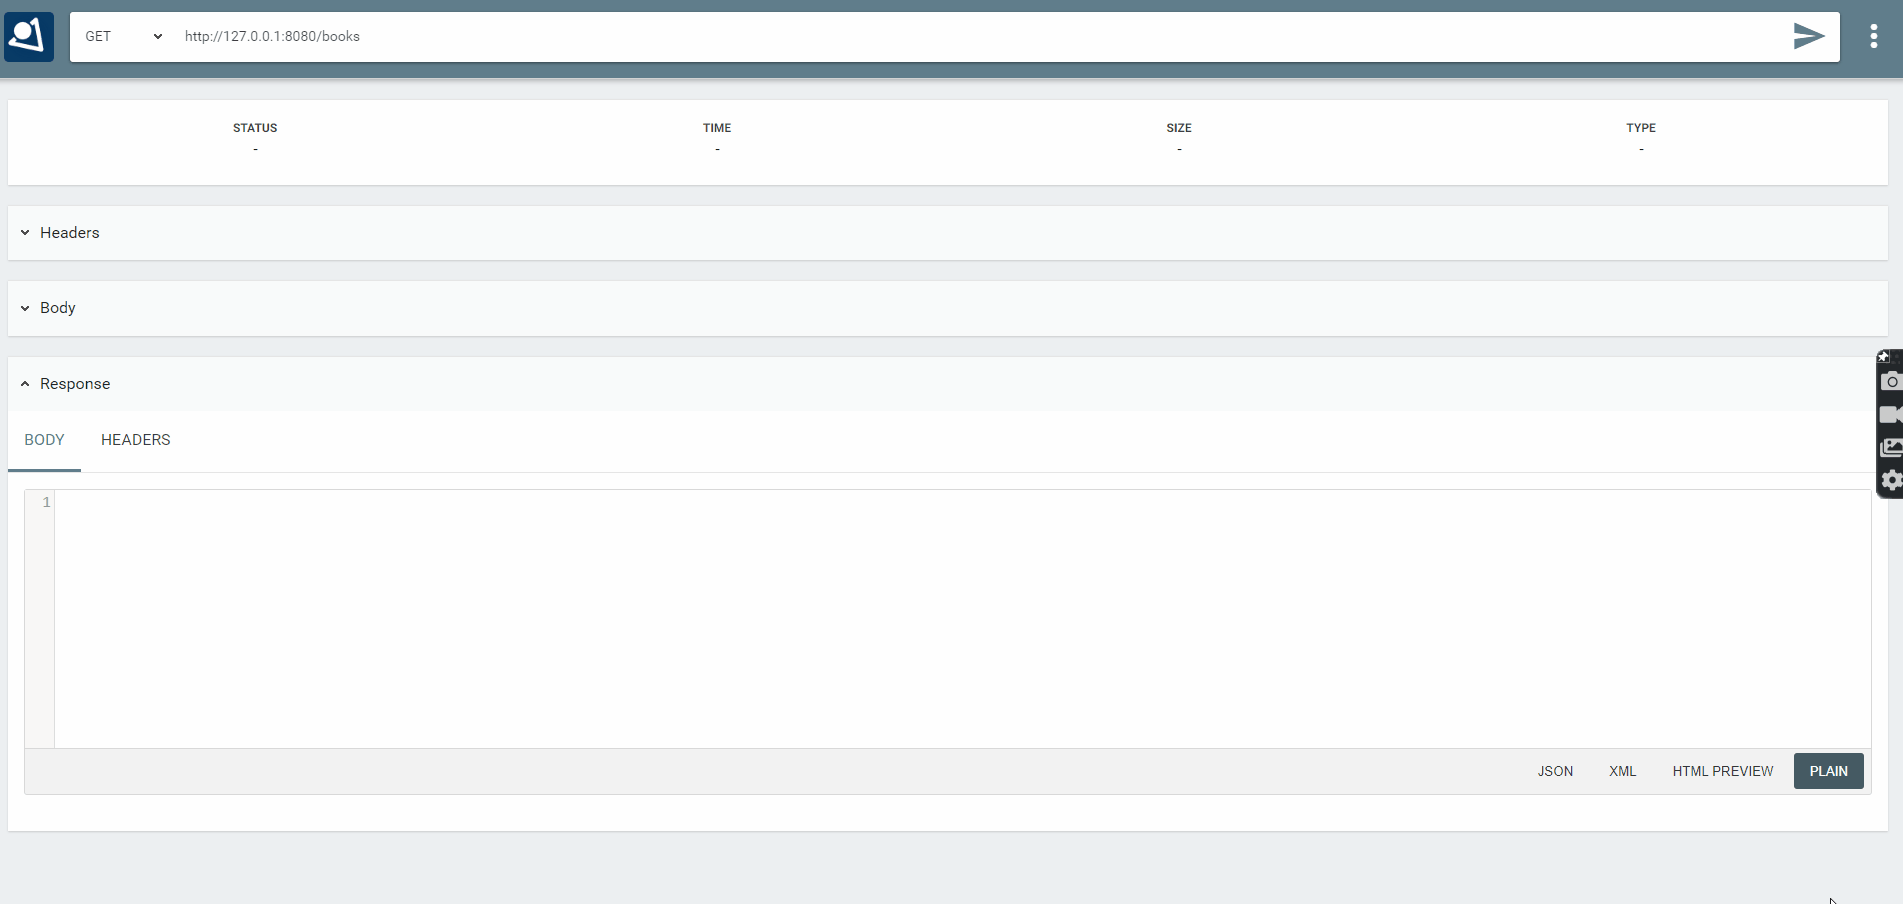 GET http://127.0.0.1:8080/books
STATUS TIME SIZE TYPE
- - - -
Headers
Body
Response
BODY HEADERS
1
JSON XML HTML PREVIEW PLAIN